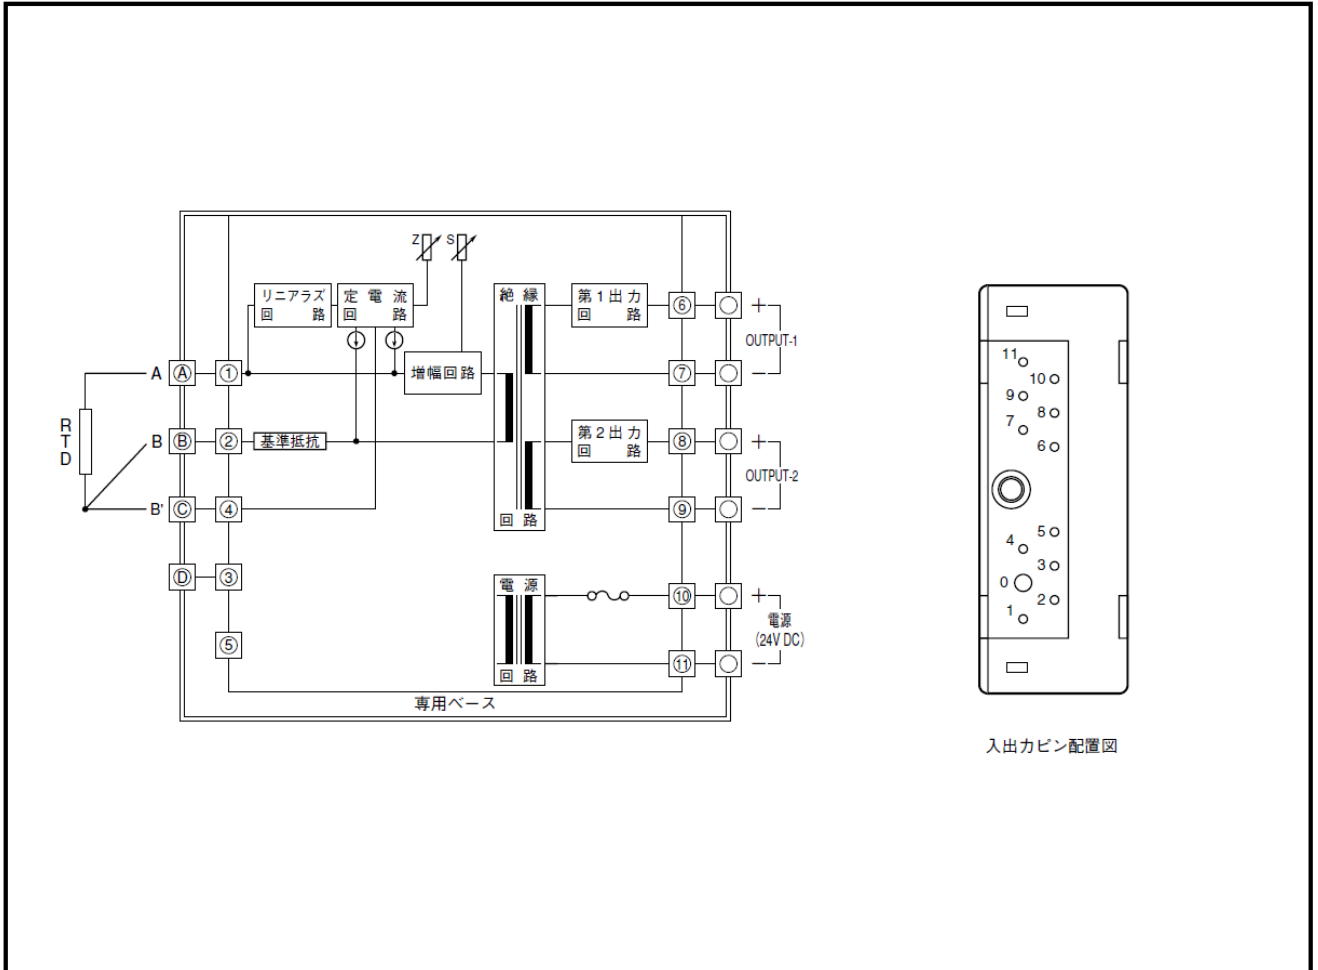 Z
S
リニアラズ
回 路
定 電 流
回 路
絶 縁
回 路
第1出力
回 路
⑥
+
OUTPUT-1
A
Ⓐ
①
増幅回路
⑦
−
R
T
D
B
Ⓑ
②
基準抵抗
第2出力
回 路
⑧
+
OUTPUT-2
B'
Ⓒ
④
⑨
−
Ⓓ
③
電 源
回 路
⑩
+
電源
(24V DC)
⑤
⑪
−
専用ベース
11
10
9
8
7
6
5
4
3
0
2
1
入出力ピン配置図